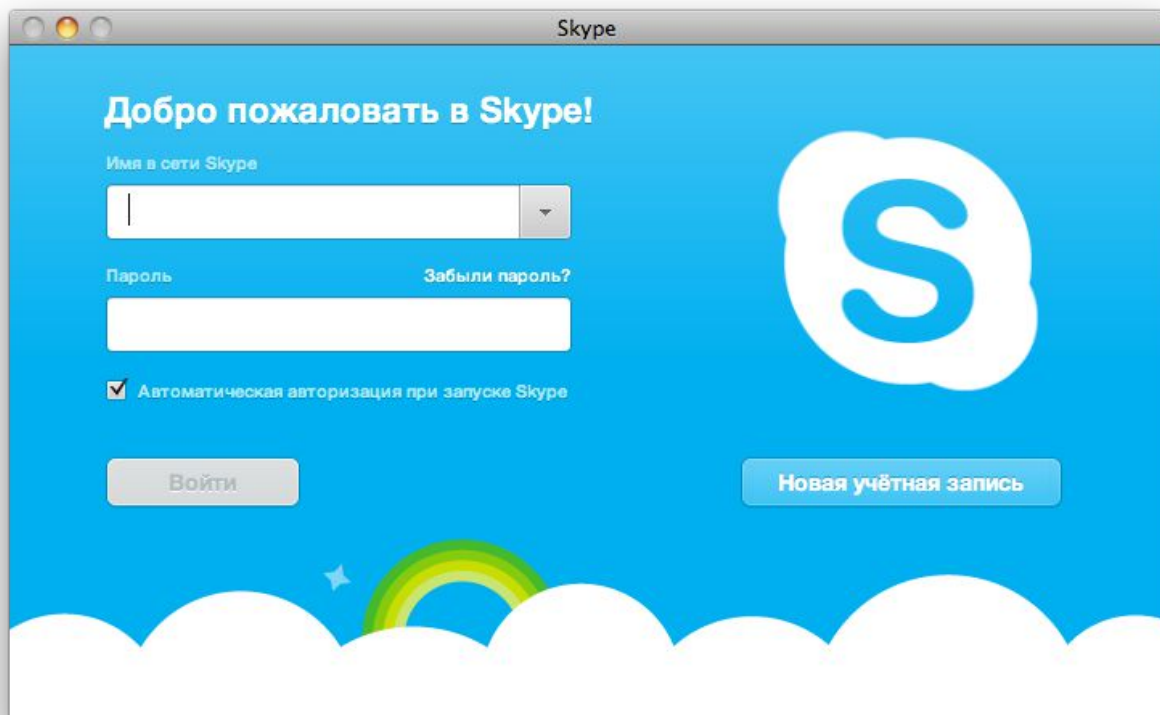 Skype
Добро пожаловать в Skype!
Имя в сети Skype
Пароль Забыли пароль?
Автоматическая авторизация при запуске Skype
Войти Новая учётная запись
S